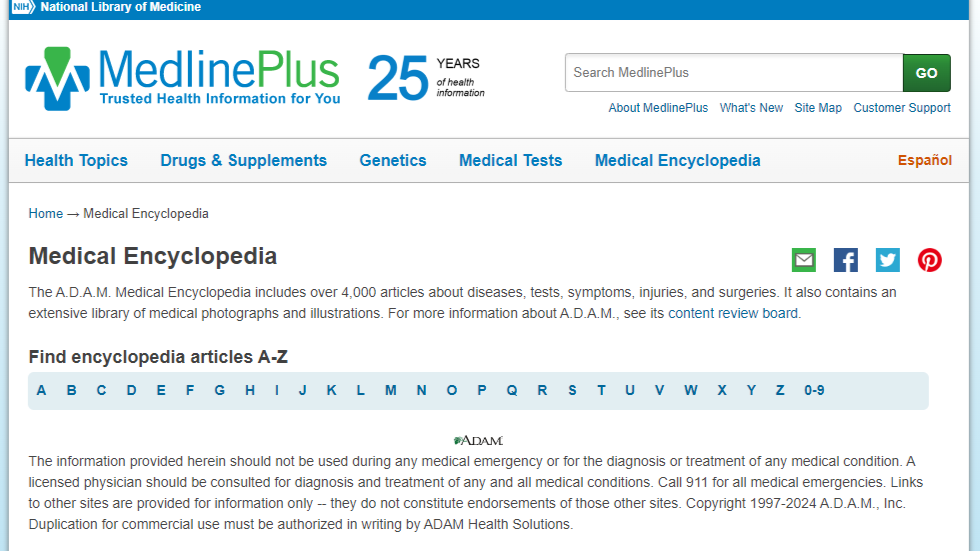 NIH National Library of Medicine
MedlinePlus
Trusted Health Information for You
25 YEARS
of health
information
Search MedlinePlus GO
About MedlinePlus What's New Site Map Customer Support
Health Topics Drugs & Supplements Genetics Medical Tests Medical Encyclopedia Español
Home → Medical Encyclopedia
Medical Encyclopedia
The A.D.A.M. Medical Encyclopedia includes over 4,000 articles about diseases, tests, symptoms, injuries, and surgeries. It also contains an
extensive library of medical photographs and illustrations. For more information about A.D.A.M., see its content review board.
Find encyclopedia articles A-Z
A B C D E F G H I J K L M N O P Q R S T U V W X Y Z 0-9
ADAM
The information provided herein should not be used during any medical emergency or for the diagnosis or treatment of any medical condition. A
licensed physician should be consulted for diagnosis and treatment of any and all medical conditions. Call 911 for all medical emergencies. Links
to other sites are provided for information only -- they do not constitute endorsements of those other sites. Copyright 1997-2024 A.D.A.M., Inc.
Duplication for commercial use must be authorized in writing by ADAM Health Solutions.